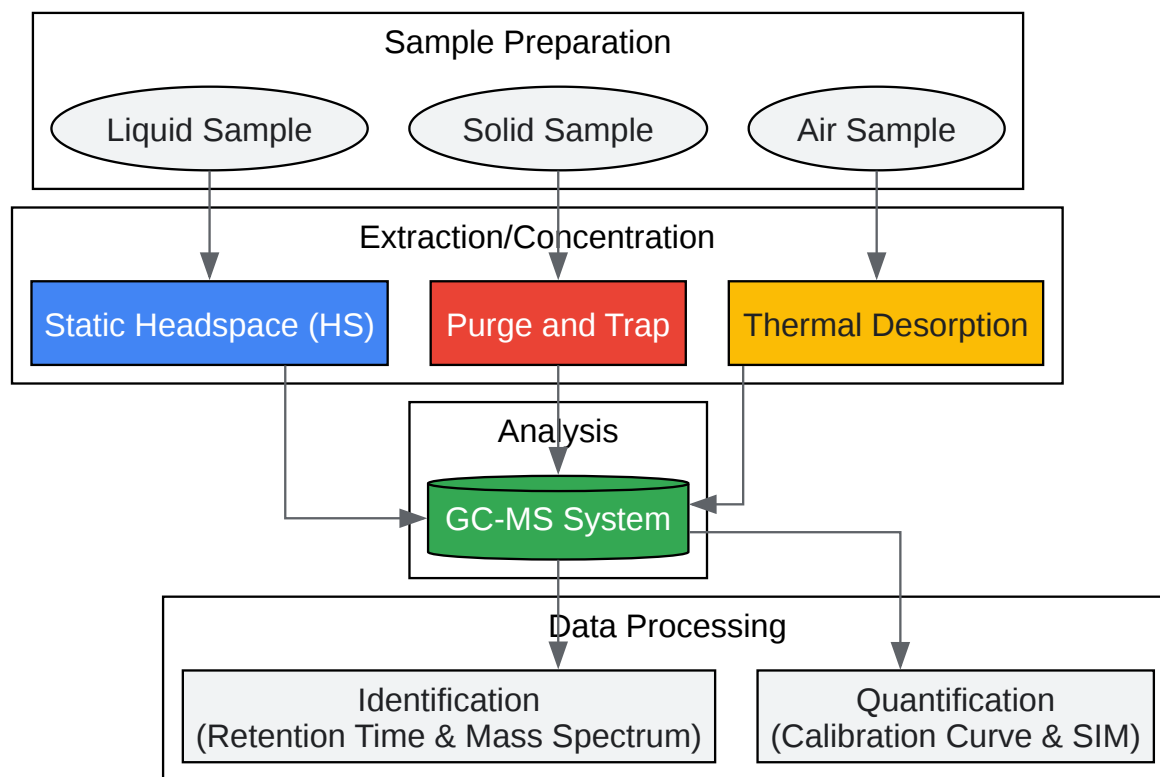 Sample Preparation
Liquid Sample
Solid Sample
Air Sample
Extraction/Concentration
Static Headspace (HS)
Purge and Trap
Thermal Desorption
Analysis
GC-MS System
Data Processing
Identification
(Retention Time & Mass Spectrum)
Quantification
(Calibration Curve & SIM)